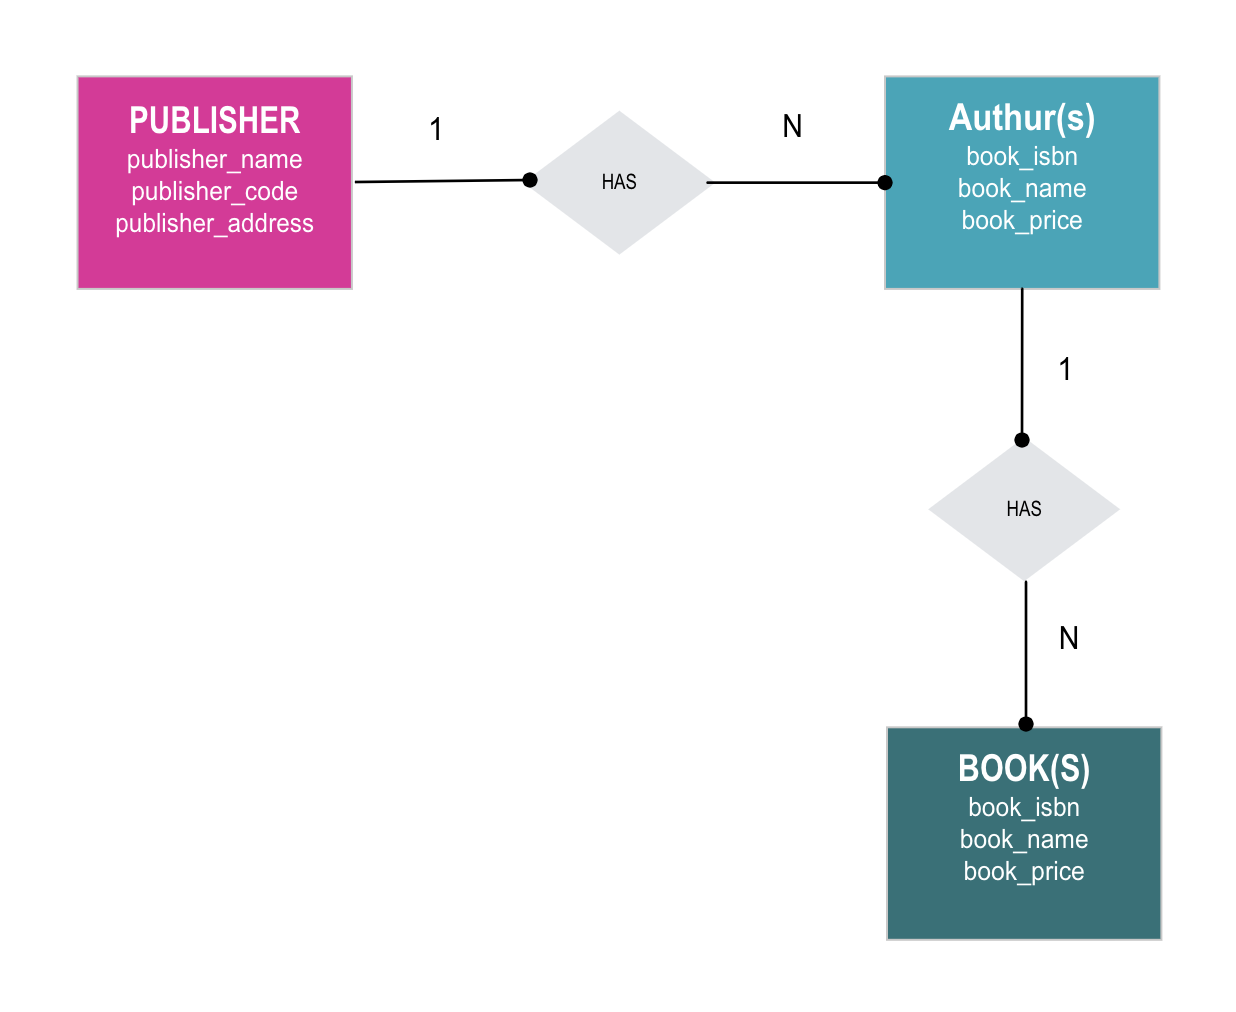 PUBLISHER
publisher_name
publisher_code
publisher_address
1
HAS
N
Authur(s)
book_isbn
book_name
book_price
1
HAS
N
BOOK(S)
book_isbn
book_name
book_price